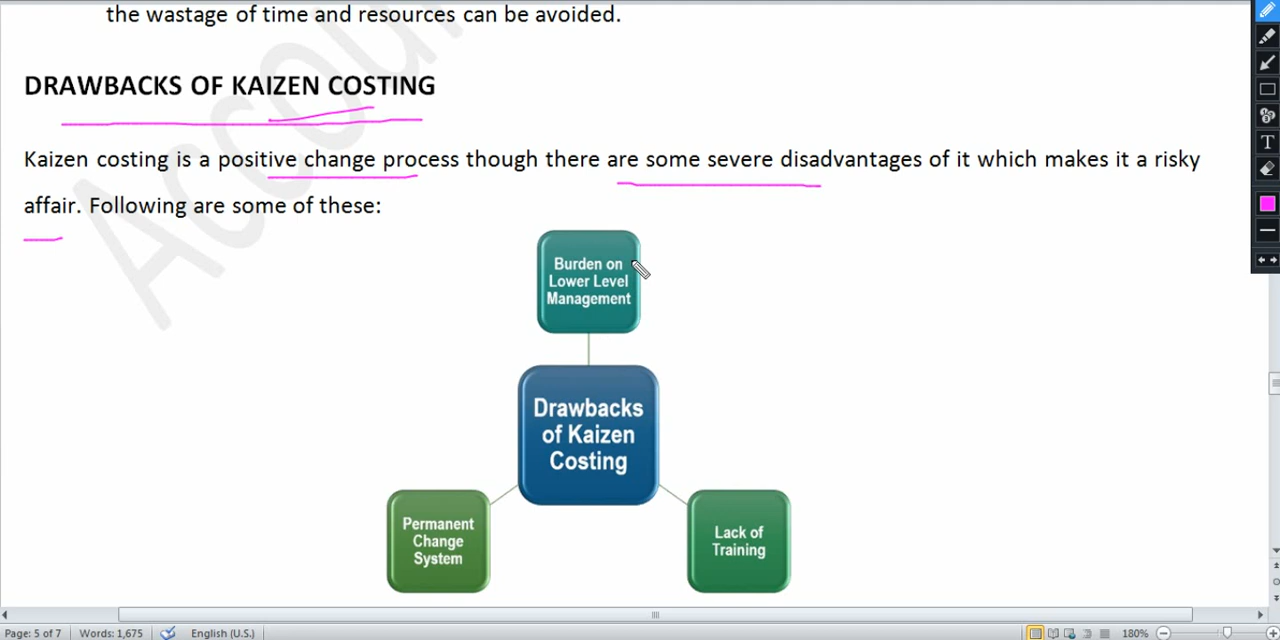 the wastage of time and resources can be avoided.
DRAWBACKS OF KAIZEN COSTING
Kaizen costing is a positive change process though there are some severe disadvantages of it which makes it a risky
affair. Following are some of these:
Burden on
Lower Level
Management
Drawbacks
of Kaizen
Costing
Permanent
Change
System
Lack of
Training
Page: 5 of 7 Words: 1,675 English (U.S.) 180%